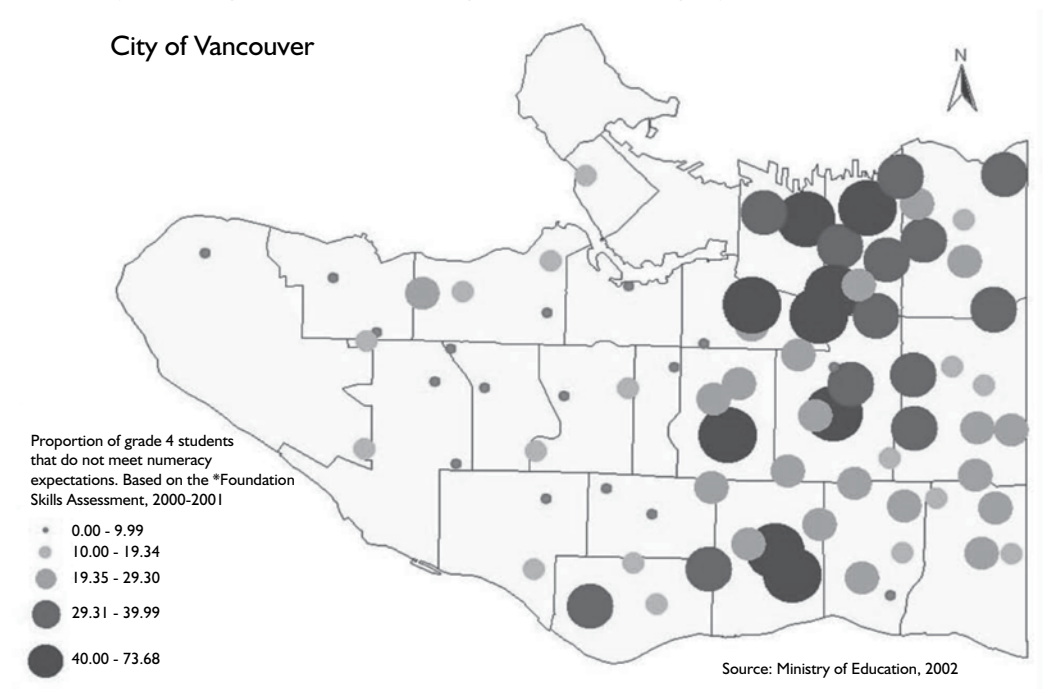 City of Vancouver
N
Proportion of grade 4 students
that do not meet numeracy
expectations. Based on the *Foundation
Skills Assessment, 2000-2001
0.00 - 9.99
10.00 - 19.34
19.35 - 29.30
29.31 - 39.99
40.00 - 73.68
Source: Ministry of Education, 2002